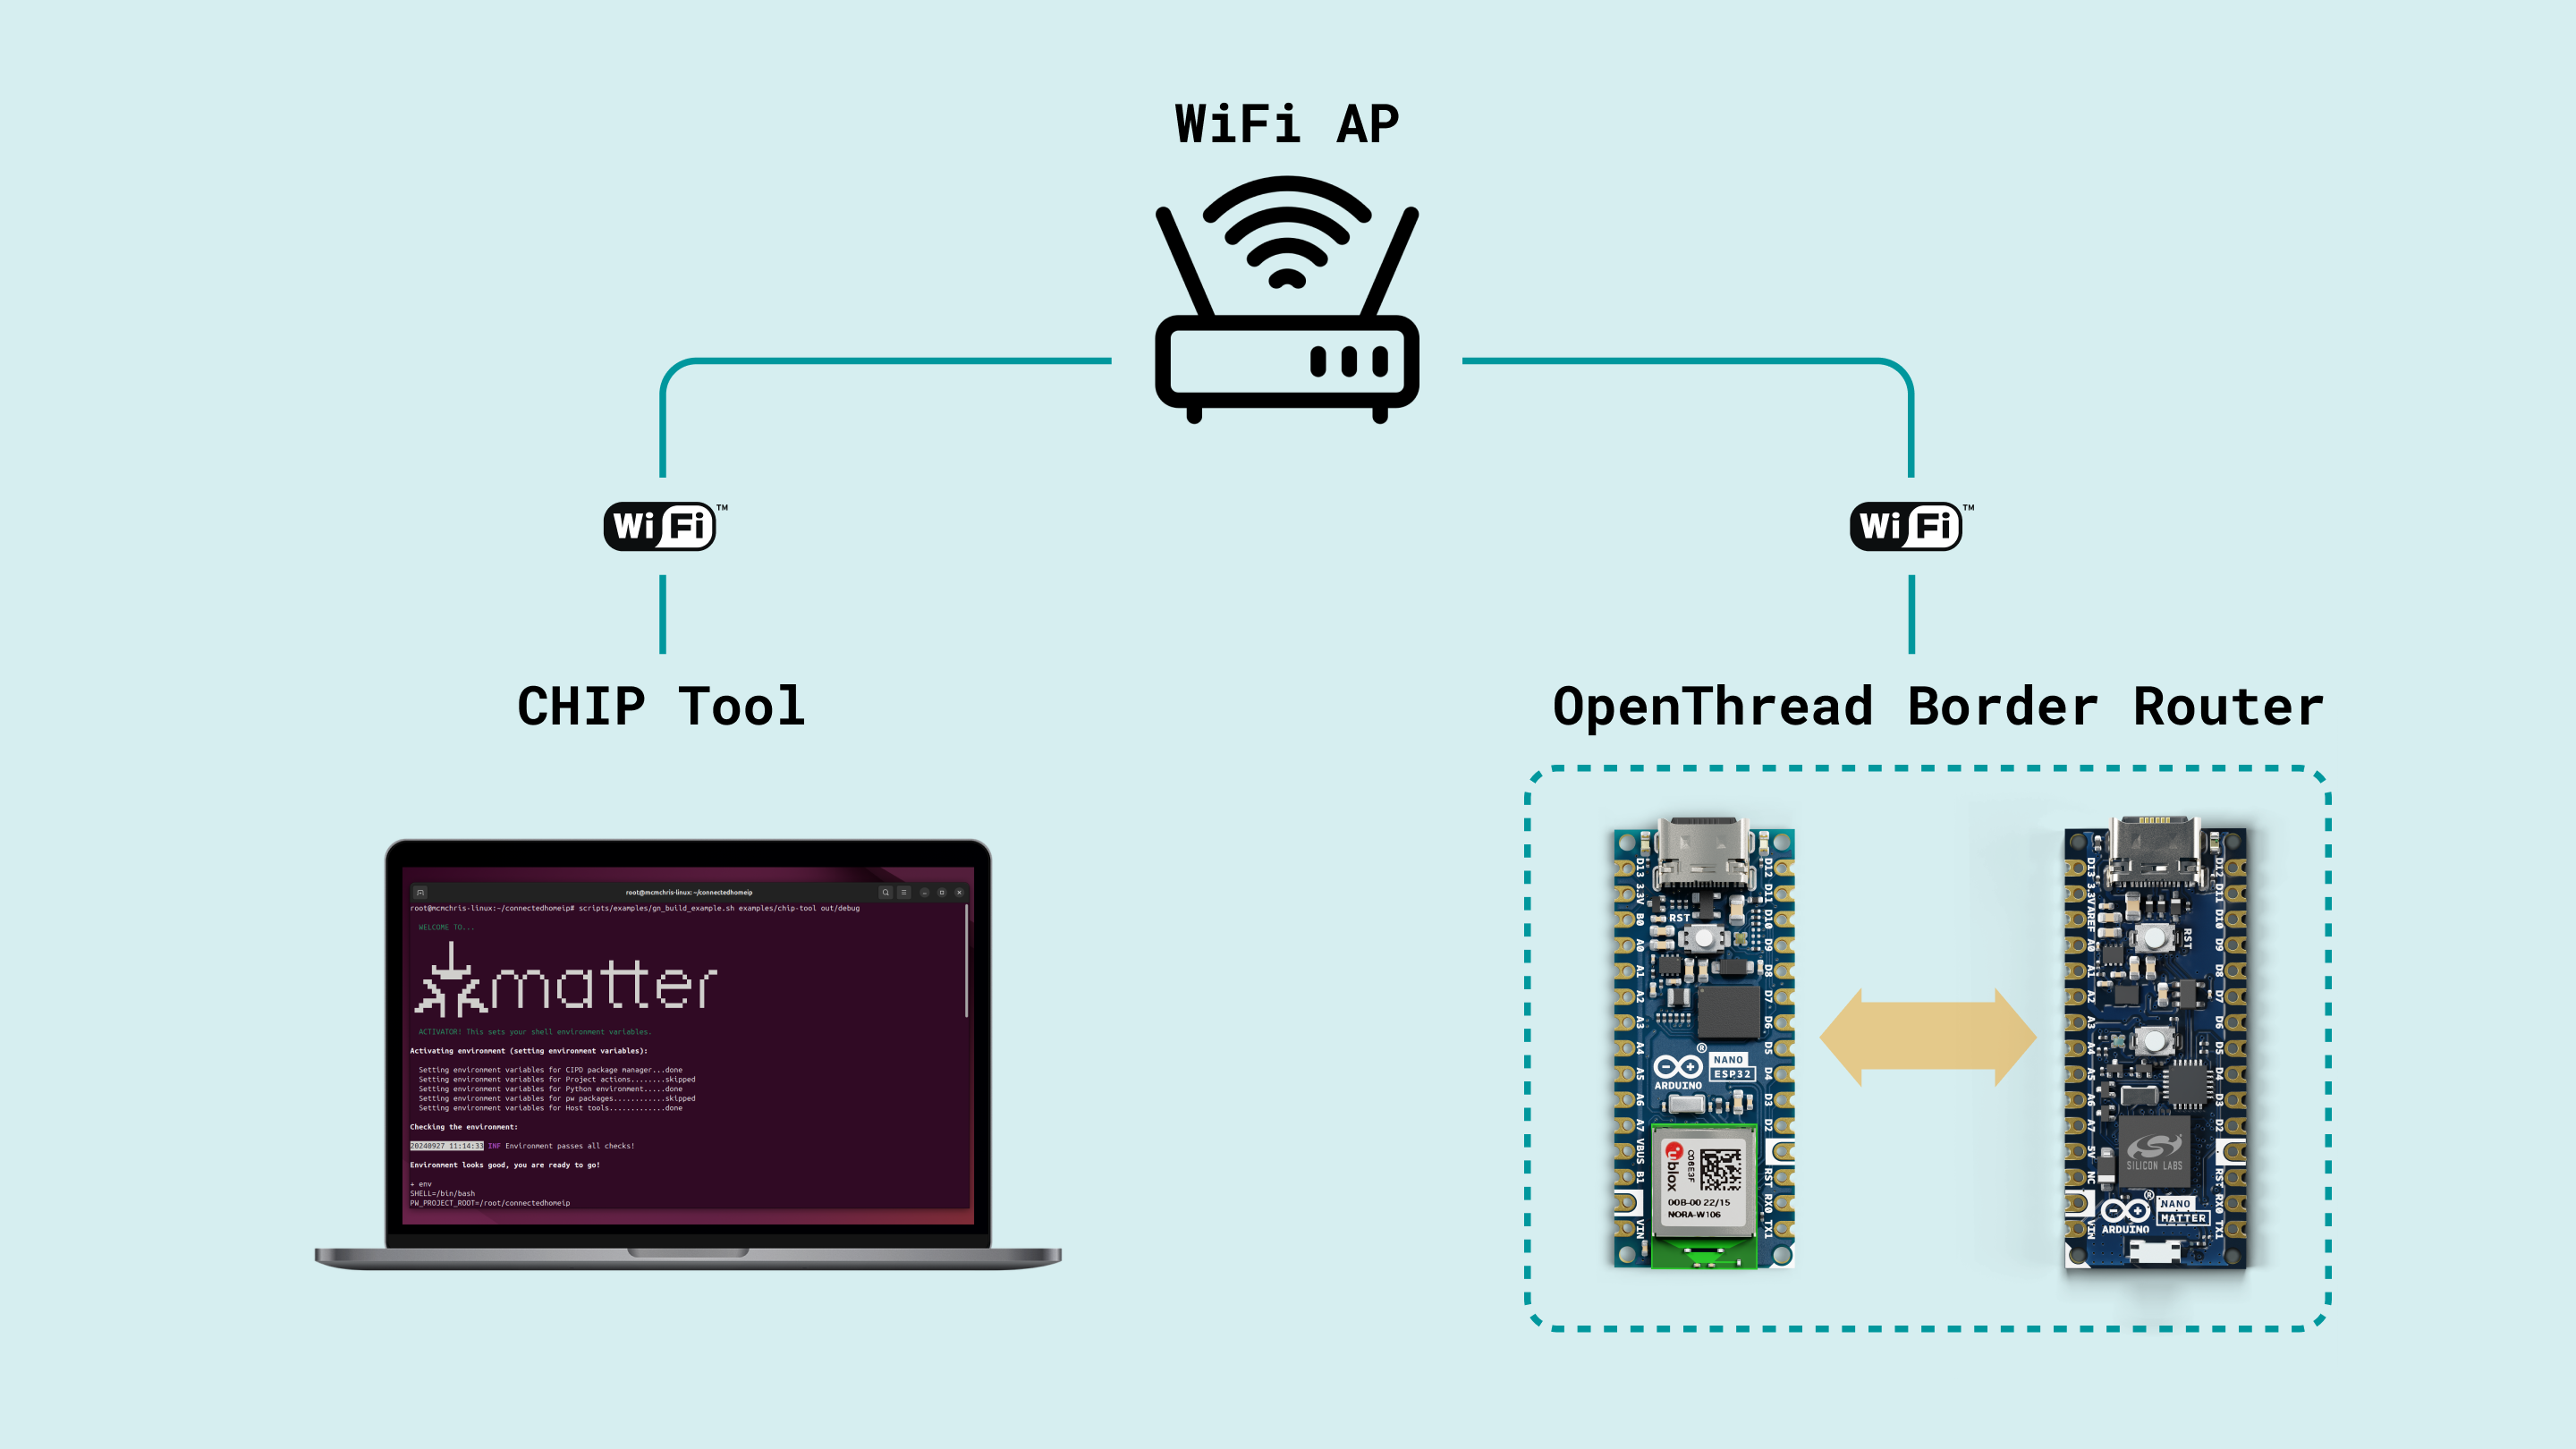 WiFi AP
WiFi™
WiFi™
CHIP Tool
OpenThread Border Router
root@mcmchris-linux: ~/connectedhomeip
root@mcmchris-linux:~/connectedhomeip# scripts/examples/gn_build_example.sh examples/chip-tool out/debug
WELCOME TO...
matter
ACTIVATOR! This sets your shell environment variables.
Activating environment (setting environment variables):
Setting environment variables for CIPD package manager...done
Setting environment variables for Project actions........skipped
Setting environment variables for Python environment.....done
Setting environment variables for pw packages............skipped
Setting environment variables for Host tools.............done
Checking the environment:
20240927 11:14:33 INF Environment passes all checks!
Environment looks good, you are ready to go!
+ env
SHELL=/bin/bash
PW_PROJECT_ROOT=/root/connectedhomeip
D13 3.3V B0 A0 A1 A2 A3 A4 A5 A6 A7 VBUS B1 VIN
D12 D11 D10 D9 D8 D7 D6 D5 D4 D3 D2 RST RX0 TX1
RST
ARDUINO®
NANO
ESP32
ublox
C08E3F
00B-00 22/15
NORA-W106
D13 3.3V AREF A0 A1 A2 A3 A4 A5 A6 A7 5V NC VIN
D12 D11 D10 D9 D8 D7 D6 D5 D4 D3 D2 RST RX0 TX1
RST
SILICON LABS
ARDUINO®
NANO
MATTER